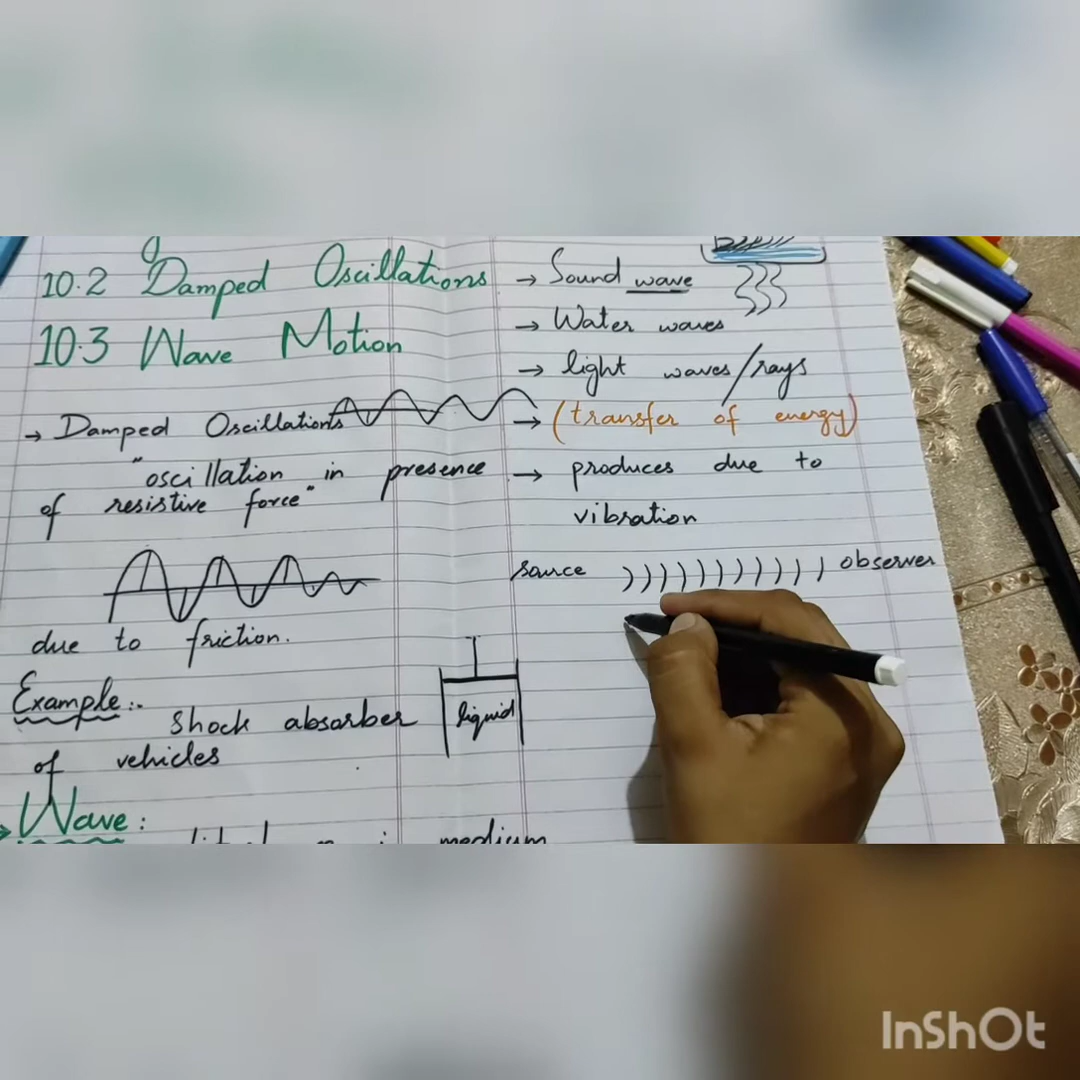 10.2 Damped Oscillations
10.3 Wave Motion
→ Damped Oscillations
"oscillation in presence
of resistive force"
due to friction.
Example:-
Shock absorber
of vehicles
liquid
→ Wave:
medium
→ Sound wave
→ Water waves
→ light waves/rays
→ (transfer of energy)
→ produces due to
vibration
source ))))))))))) observer
InShOt